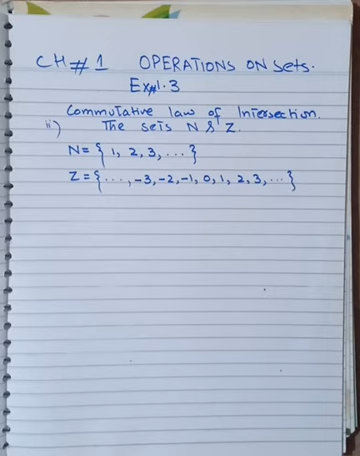 CH # 1 OPERATIONS ON Sets.
Ex 1.3
Commutative law of Intersection.
ii) The sets N & Z.
N = { 1, 2, 3, ... }
Z = { ..., -3, -2, -1, 0, 1, 2, 3, ... }